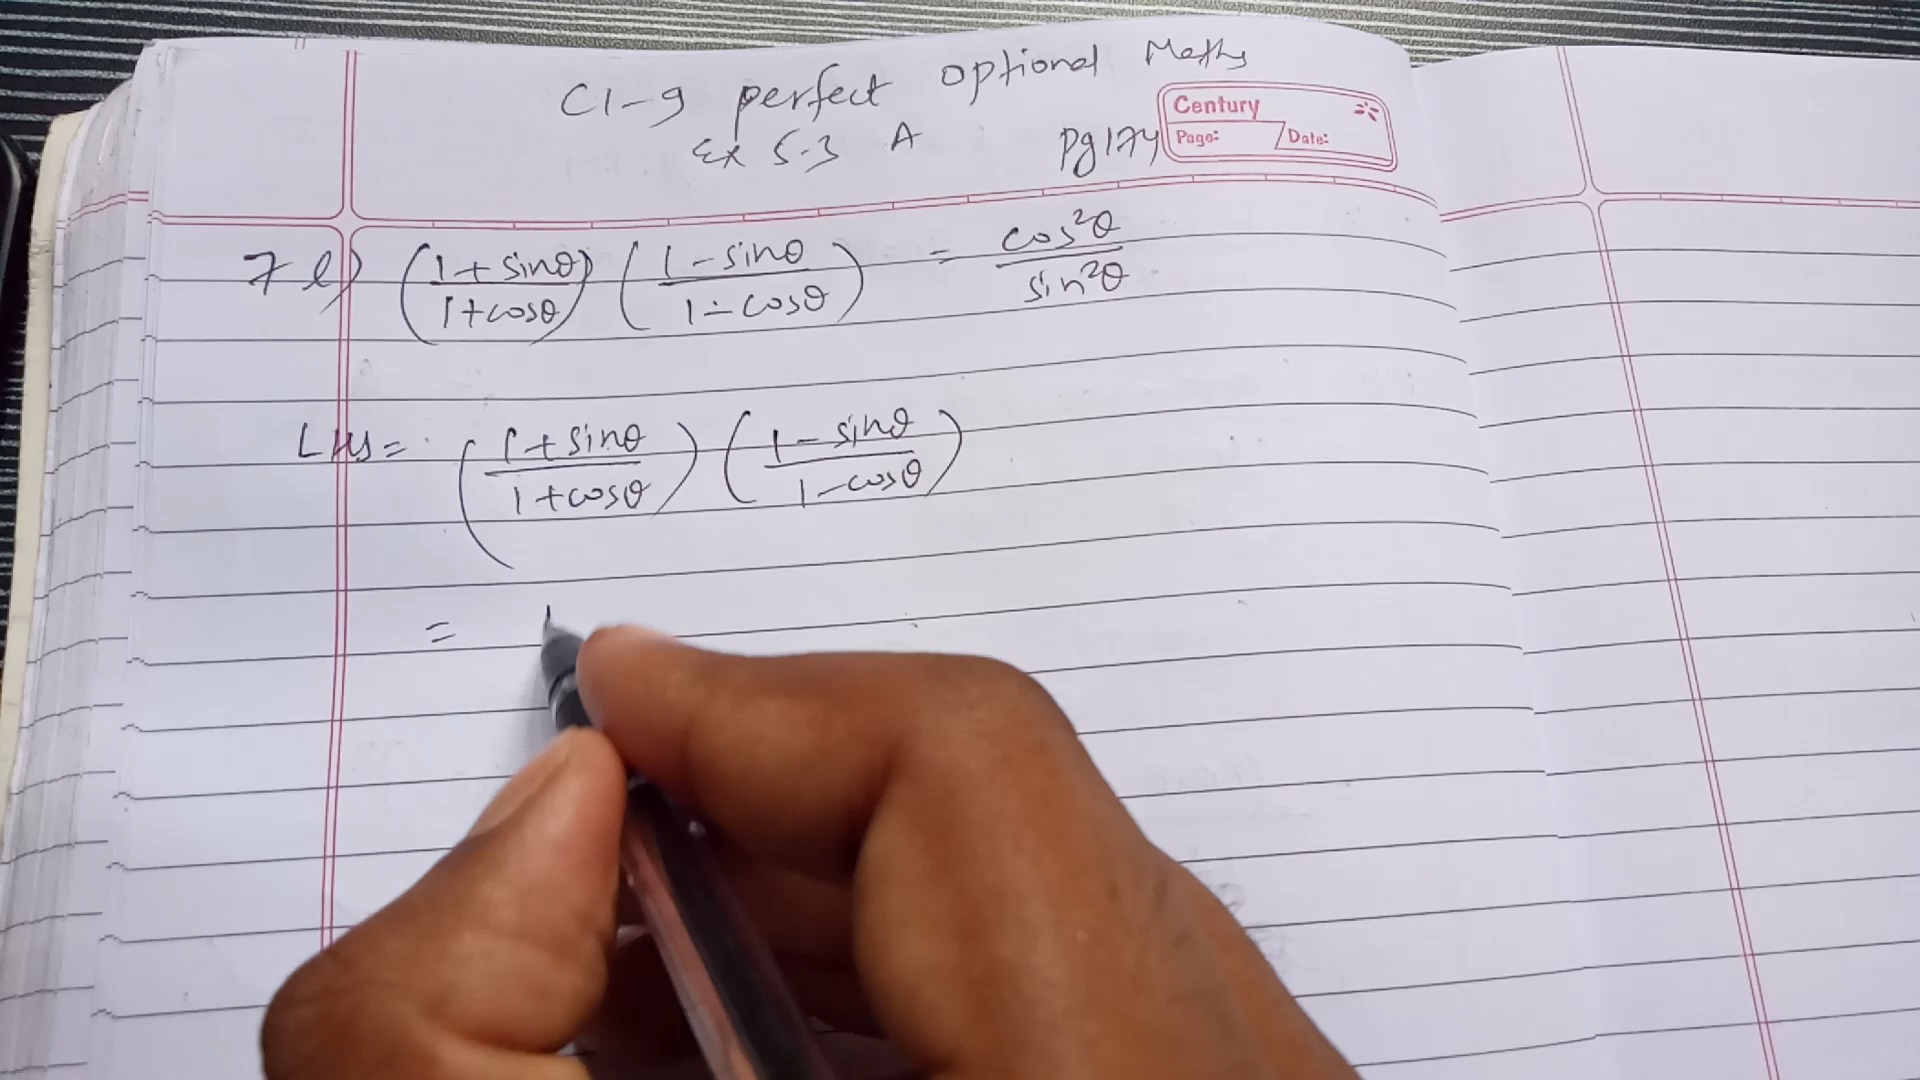 Cl-9 perfect optional Maths
Century
Ex 5.3 A Pg 174 Page: Date:
7 l) ((1+sinθ)/(1+cosθ)) ((1-sinθ)/(1-cosθ)) = cos²θ/sin²θ
LHS = ((1+sinθ)/(1+cosθ)) ((1-sinθ)/(1-cosθ))
=